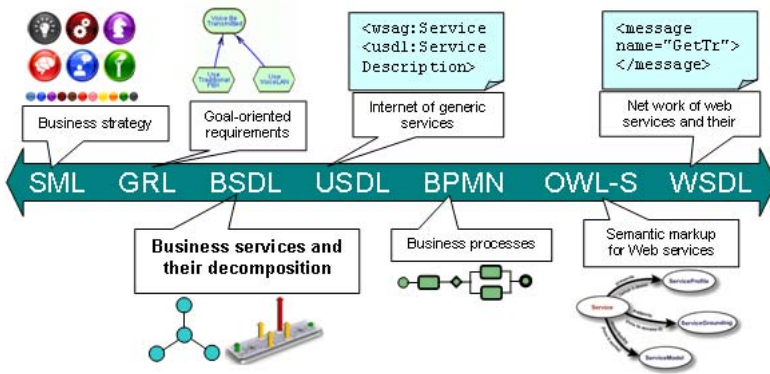 Voice Be
Transmitted
Use
Traditional
PBX
Use
VoiceLAN
<wsag:Service
<usdl:Service
Description>
<message
name="GetTr">
</message>
Business strategy
Goal-oriented
requirements
Internet of generic
services
Net work of web
services and their
SML GRL BSDL USDL BPMN OWL-S WSDL
Business services and
their decomposition
Business processes
Semantic markup
for Web services
Service
ServiceProfile
ServiceGrounding
ServiceModel